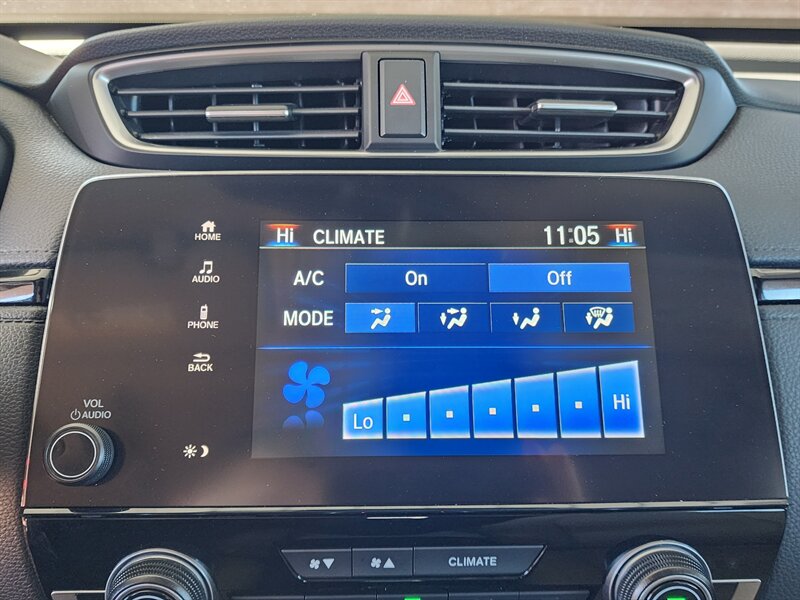 Hi CLIMATE 11:05 Hi
HOME
AUDIO
PHONE
BACK
A/C On Off
MODE
Lo Hi
VOL
AUDIO
CLIMATE